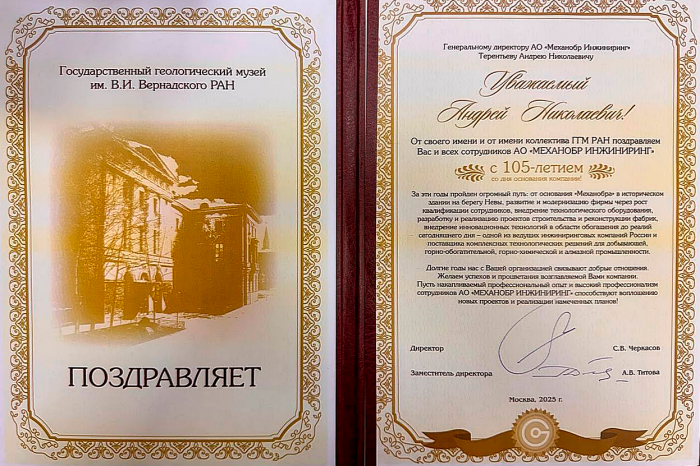 Государственный геологический музей
им. В.И. Вернадского РАН
ПОЗДРАВЛЯЕТ
Генеральному директору АО «Механобр Инжиниринг»
Терентьеву Андрею Николаевичу
Уважаемый
Андрей Николаевич!
От своего имени и от имени коллектива ГГМ РАН поздравляем
Вас и всех сотрудников АО «МЕХАНОБР ИНЖИНИРИНГ»
с 105-летием
со дня основания компании!
За эти годы пройден огромный путь: от основания «Механобра» в историческом
здании на берегу Невы, развитие и модернизацию фирмы через рост
квалификации сотрудников, внедрение технологического оборудования,
разработку и реализацию проектов строительства и реконструкции фабрик,
внедрение инновационных технологий в области обогащения до реалий
сегодняшнего дня – одной из ведущих инжиниринговых компаний России и
поставщика комплексных технологических решений для добывающей,
горно-обогатительной, горно-химической и алмазной промышленности.
Долгие годы нас с Вашей организацией связывают добрые отношения.
Желаем успехов и процветания возглавляемой Вами компании.
Пусть накапливаемый профессиональный опыт и высокий профессионализм
сотрудников АО «МЕХАНОБР ИНЖИНИРИНГ» способствуют воплощению
новых проектов и реализации намеченных планов!
Директор С.В. Черкасов
Заместитель директора А.В. Титова
Москва, 2025 г.